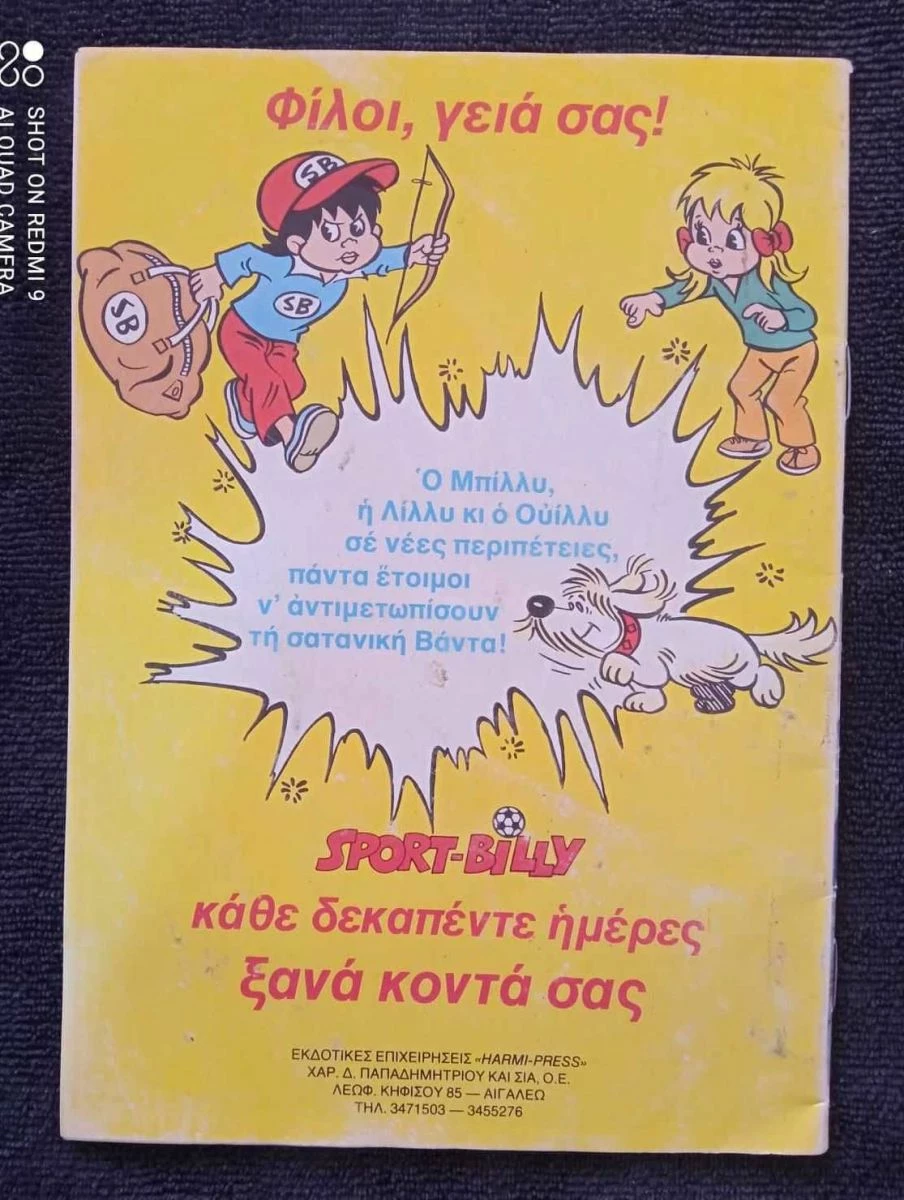 Φίλοι, γειά σας!
SB
SB
SB
Ὁ Μπίλλυ,
ἡ Λίλλυ κι ὁ Οὐίλλυ
σέ νέες περιπέτειες,
πάντα ἕτοιμοι
ν' ἀντιμετωπίσουν
τή σατανική Βάντα!
SPORT-BILLY
κάθε δεκαπέντε ἡμέρες
ξανά κοντά σας
ΕΚΔΟΤΙΚΕΣ ΕΠΙΧΕΙΡΗΣΕΙΣ «HARMI-PRESS»
ΧΑΡ. Δ. ΠΑΠΑΔΗΜΗΤΡΙΟΥ ΚΑΙ ΣΙΑ, Ο.Ε.
ΛΕΩΦ. ΚΗΦΙΣΟΥ 85 — ΑΙΓΑΛΕΩ
ΤΗΛ. 3471503 — 3455276
SHOT ON REDMI 9
AI QUAD CAMERA